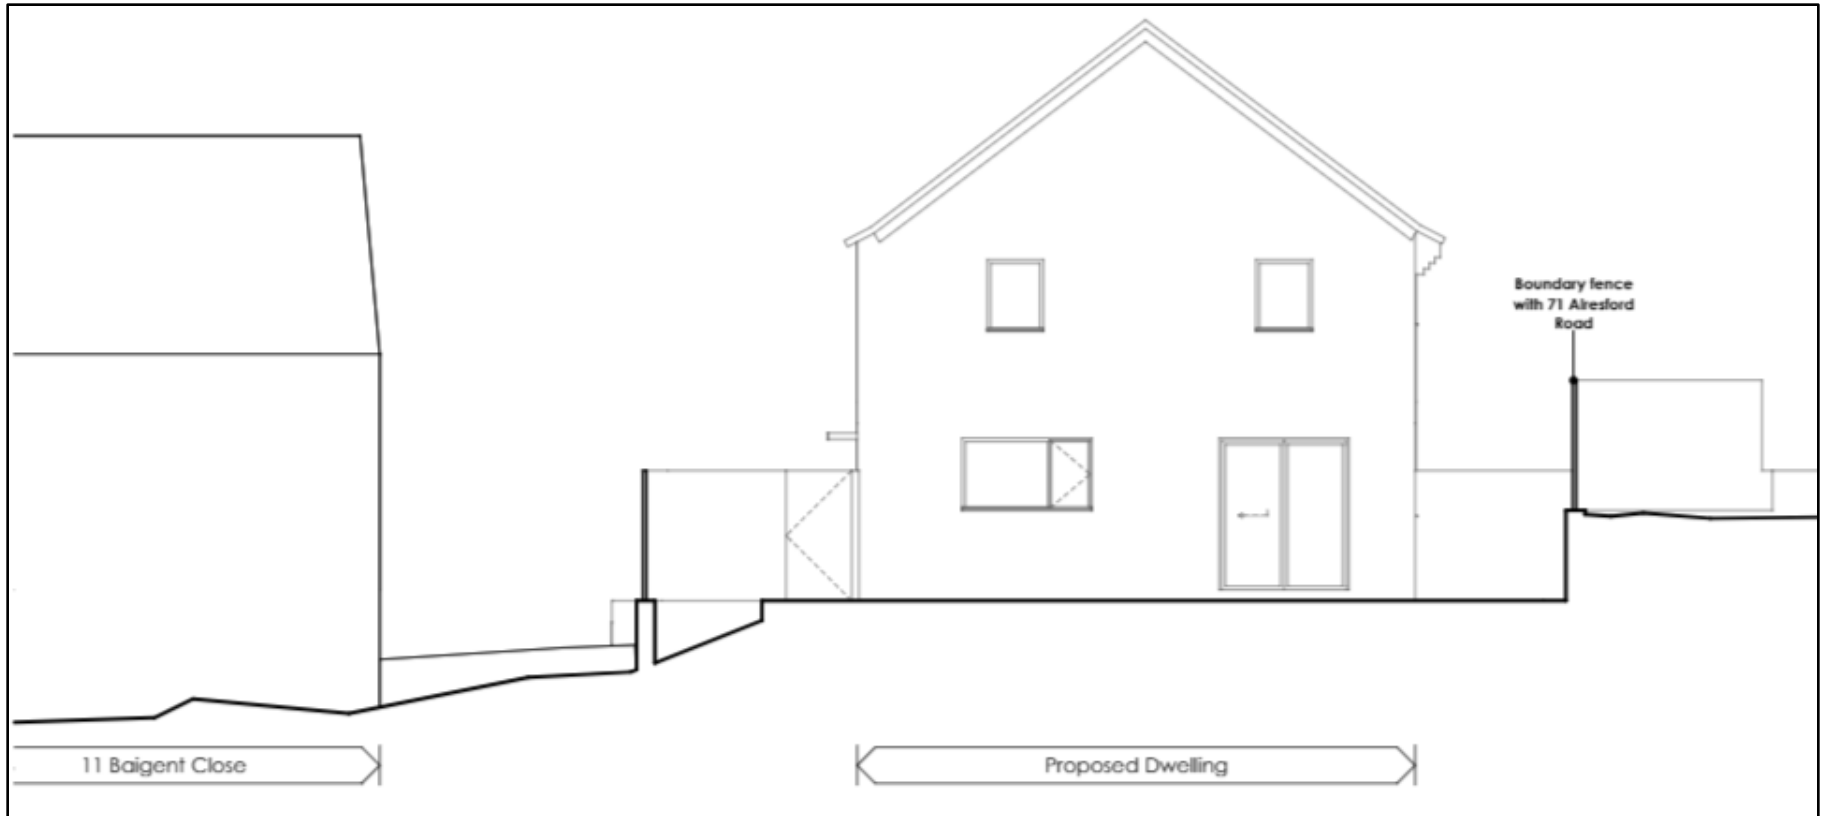 Boundary fence
with 71 Alresford
Road
11 Baigent Close
Proposed Dwelling